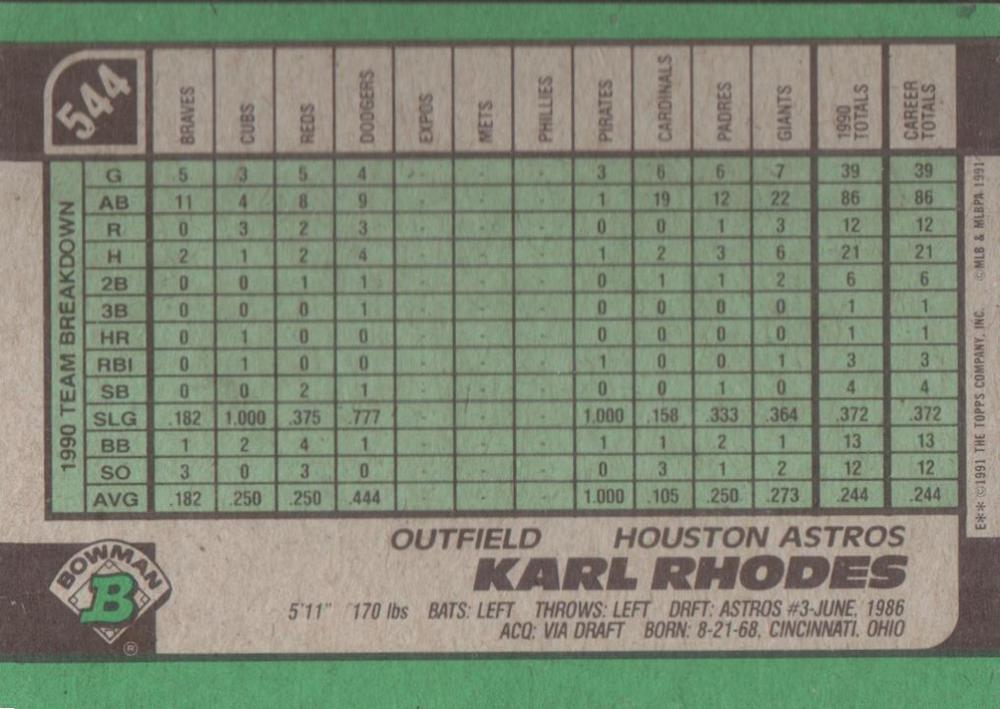 544
BRAVES CUBS REDS DODGERS EXPOS METS PHILLIES PIRATES CARDINALS PADRES GIANTS 1990 TOTALS CAREER TOTALS
1990 TEAM BREAKDOWN
G 5 3 5 4 - - - 3 6 6 7 39 39
AB 11 4 8 9 - - - 1 19 12 22 86 86
R 0 3 2 3 - - - 0 0 1 3 12 12
H 2 1 2 4 - - - 1 2 3 6 21 21
2B 0 0 1 1 - - - 0 1 1 2 6 6
3B 0 0 0 1 - - - 0 0 0 0 1 1
HR 0 1 0 0 - - - 0 0 0 0 1 1
RBI 0 1 0 0 - - - 1 0 0 1 3 3
SB 0 0 2 1 - - - 0 0 1 0 4 4
SLG .182 1.000 .375 .777 - - - 1.000 .158 .333 .364 .372 .372
BB 1 2 4 1 - - - 1 1 2 1 13 13
SO 3 0 3 0 - - - 0 3 1 2 12 12
AVG .182 .250 .250 .444 - - - 1.000 .105 .250 .273 .244 .244
E** ©1991 THE TOPPS COMPANY, INC. ©MLB & MLBPA 1991
OUTFIELD HOUSTON ASTROS
KARL RHODES
5'11" 170 lbs BATS: LEFT THROWS: LEFT DRFT: ASTROS #3-JUNE, 1986
ACQ: VIA DRAFT BORN: 8-21-68, CINCINNATI, OHIO
BOWMAN
B
®